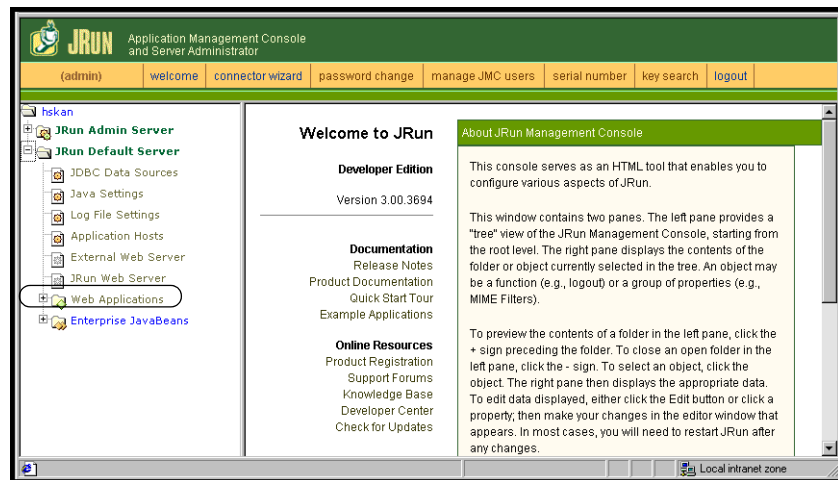 JRUN
Application Management Console
and Server Administrator
(admin) welcome connector wizard password change manage JMC users serial number key search logout
hskan
JRun Admin Server
JRun Default Server
JDBC Data Sources
Java Settings
Log File Settings
Application Hosts
External Web Server
JRun Web Server
Web Applications
Enterprise JavaBeans
Welcome to JRun
Developer Edition
Version 3.00.3694
Documentation
Release Notes
Product Documentation
Quick Start Tour
Example Applications
Online Resources
Product Registration
Support Forums
Knowledge Base
Developer Center
Check for Updates
About JRun Management Console
This console serves as an HTML tool that enables you to
configure various aspects of JRun.
This window contains two panes. The left pane provides a
"tree" view of the JRun Management Console, starting from
the root level. The right pane displays the contents of the
folder or object currently selected in the tree. An object may
be a function (e.g., logout) or a group of properties (e.g.,
MIME Filters).
To preview the contents of a folder in the left pane, click the
+ sign preceding the folder. To close an open folder in the
left pane, click the - sign. To select an object, click the
object. The right pane then displays the appropriate data.
To edit data displayed, either click the Edit button or click a
property; then make your changes in the editor window that
appears. In most cases, you will need to restart JRun after
any changes.
Local intranet zone